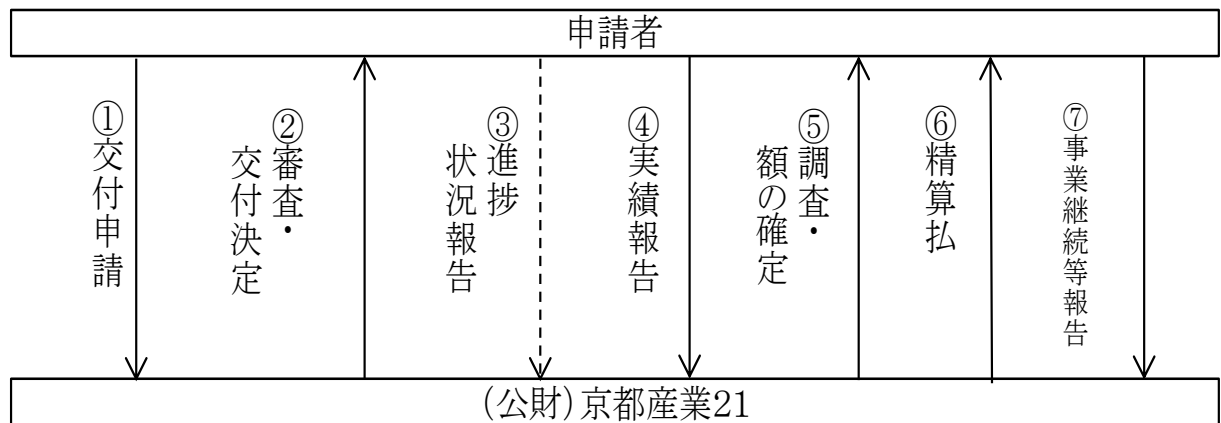 申請者
①交付申請
②審査・
交付決定
③進捗
状況報告
④実績報告
⑤調査・
額の確定
⑥精算払
⑦事業継続等報告
(公財)京都産業21